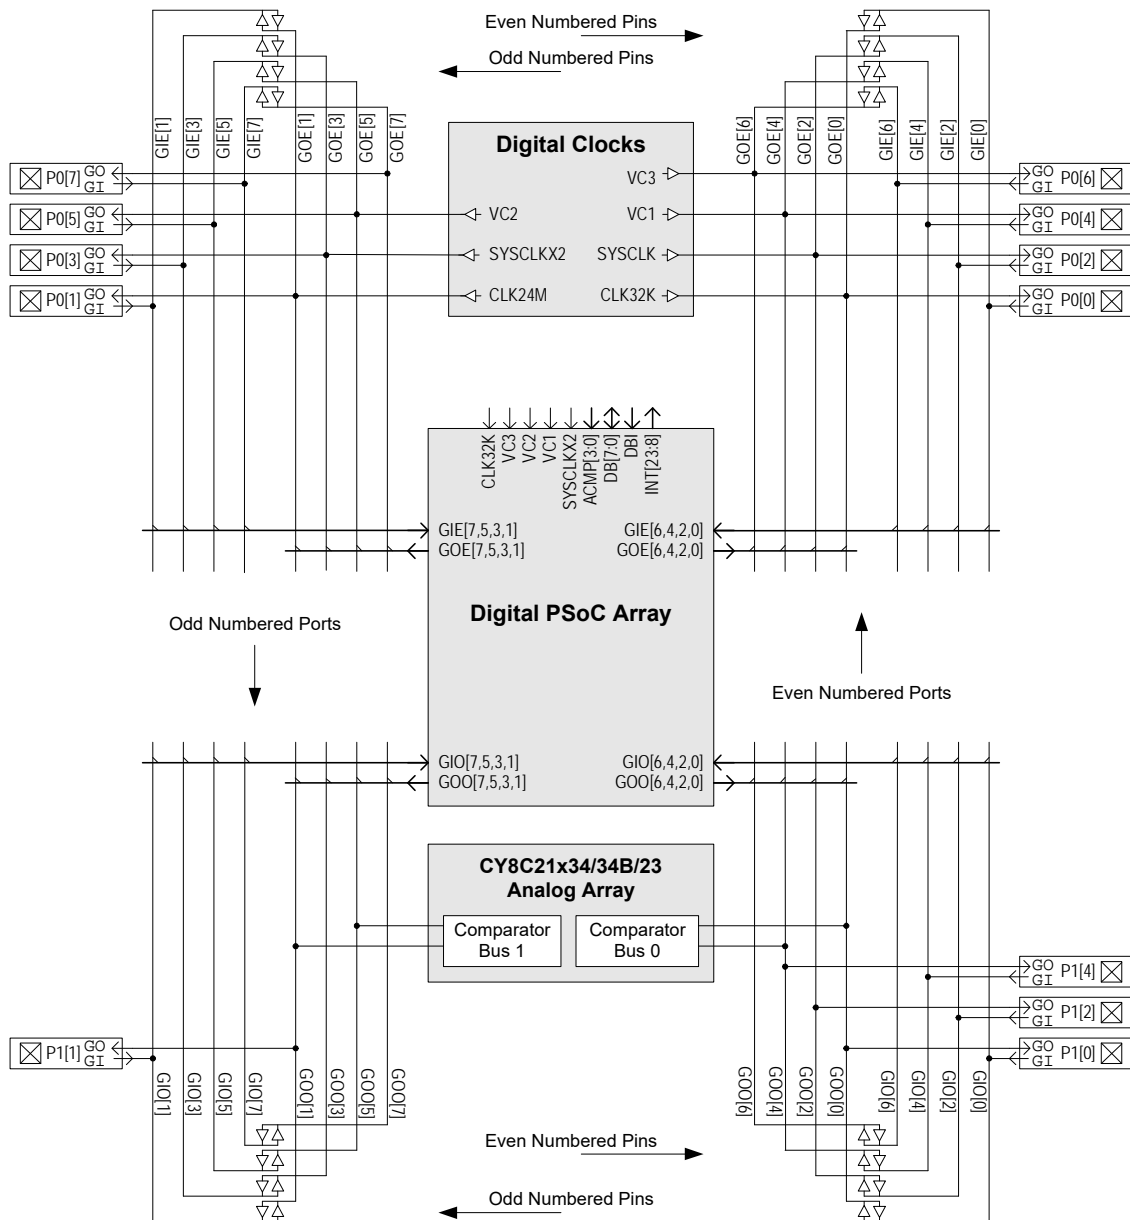 Even Numbered Pins
Odd Numbered Pins
GIE[1]
GIE[3]
GIE[5]
GIE[7]
GOE[1]
GOE[3]
GOE[5]
GOE[7]
GOE[6]
GOE[4]
GOE[2]
GOE[0]
GIE[6]
GIE[4]
GIE[2]
GIE[0]
Digital Clocks
VC3
VC2
VC1
SYSCLKX2
SYSCLK
CLK24M
CLK32K
P0[7] GO
GI
P0[5] GO
GI
P0[3] GO
GI
P0[1] GO
GI
GO P0[6]
GI
GO P0[4]
GI
GO P0[2]
GI
GO P0[0]
GI
CLK32K
VC3
VC2
VC1
SYSCLKX2
ACMP[3:0]
DB[7:0]
DBI
INT[23:8]
GIE[7,5,3,1]
GOE[7,5,3,1]
GIE[6,4,2,0]
GOE[6,4,2,0]
Digital PSoC Array
Odd Numbered Ports
Even Numbered Ports
GIO[7,5,3,1]
GOO[7,5,3,1]
GIO[6,4,2,0]
GOO[6,4,2,0]
CY8C21x34/34B/23
Analog Array
Comparator
Bus 1
Comparator
Bus 0
P1[1] GO
GI
GO P1[4]
GI
GO P1[2]
GI
GO P1[0]
GI
GIO[1]
GIO[3]
GIO[5]
GIO[7]
GOO[1]
GOO[3]
GOO[5]
GOO[7]
GOO[6]
GOO[4]
GOO[2]
GOO[0]
GIO[6]
GIO[4]
GIO[2]
GIO[0]
Even Numbered Pins
Odd Numbered Pins